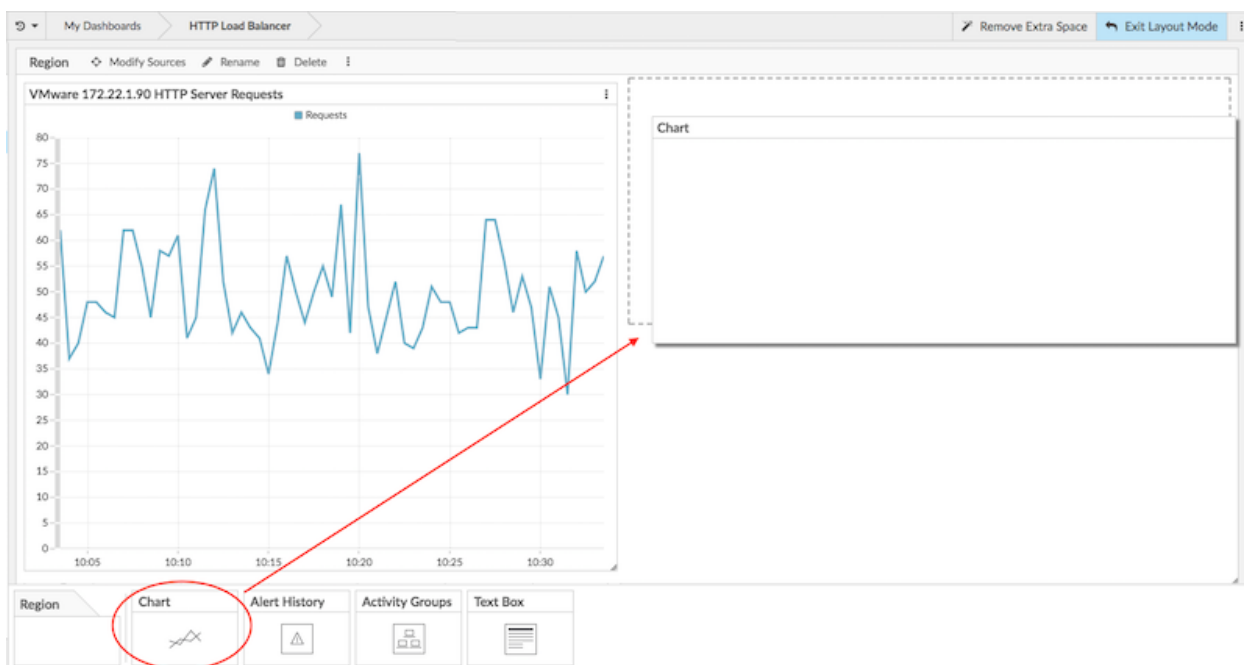 My Dashboards HTTP Load Balancer Remove Extra Space Exit Layout Mode
Region Modify Sources Rename Delete
VMware 172.22.1.90 HTTP Server Requests
Requests
Chart
80
75
70
65
60
55
50
45
40
35
30
25
20
15
10
5
0
10:05 10:10 10:15 10:20 10:25 10:30
Region Chart Alert History Activity Groups Text Box